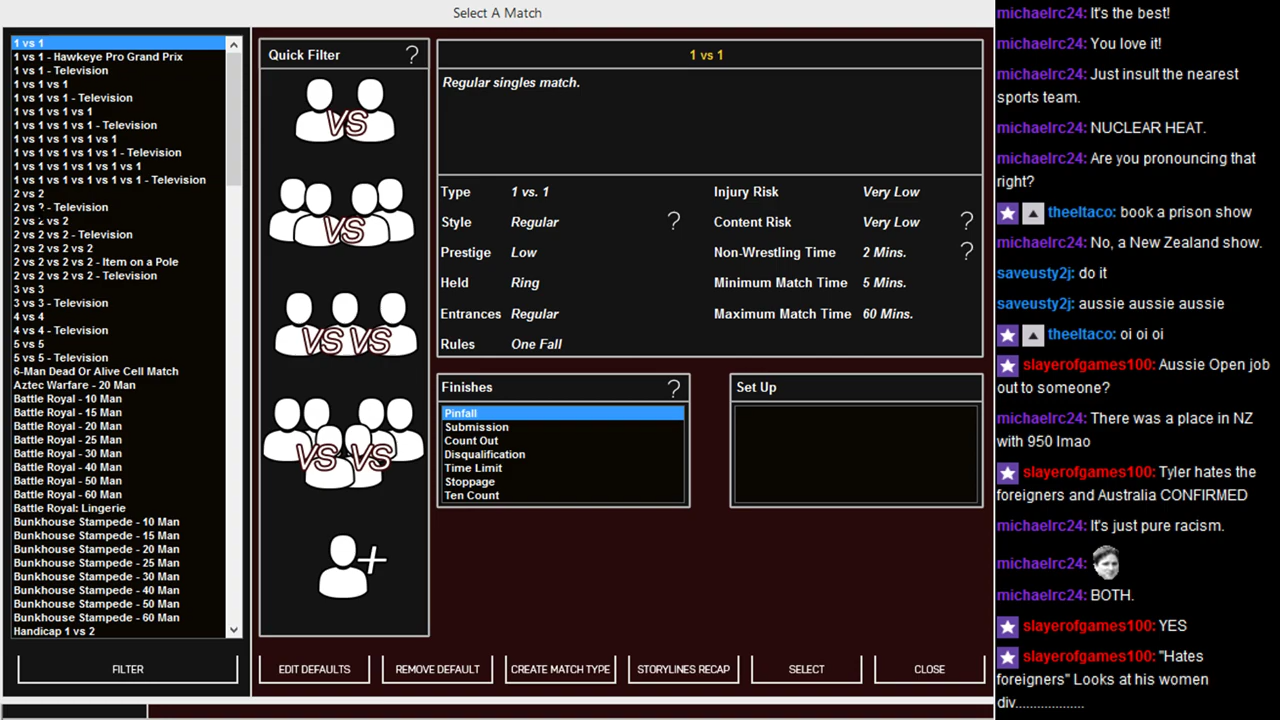 Select A Match
1 vs 1
1 vs 1 - Hawkeye Pro Grand Prix
1 vs 1 - Television
1 vs 1 vs 1
1 vs 1 vs 1 - Television
1 vs 1 vs 1 vs 1
1 vs 1 vs 1 vs 1 - Television
1 vs 1 vs 1 vs 1 vs 1
1 vs 1 vs 1 vs 1 vs 1 - Television
1 vs 1 vs 1 vs 1 vs 1 vs 1
1 vs 1 vs 1 vs 1 vs 1 vs 1 - Television
2 vs 2
2 vs 2 - Television
2 vs 2 vs 2
2 vs 2 vs 2 - Television
2 vs 2 vs 2 vs 2
2 vs 2 vs 2 vs 2 - Item on a Pole
2 vs 2 vs 2 vs 2 - Television
3 vs 3
3 vs 3 - Television
4 vs 4
4 vs 4 - Television
5 vs 5
5 vs 5 - Television
6-Man Dead Or Alive Cell Match
Aztec Warfare - 20 Man
Battle Royal - 10 Man
Battle Royal - 15 Man
Battle Royal - 20 Man
Battle Royal - 25 Man
Battle Royal - 30 Man
Battle Royal - 40 Man
Battle Royal - 50 Man
Battle Royal - 60 Man
Battle Royal: Lingerie
Bunkhouse Stampede - 10 Man
Bunkhouse Stampede - 15 Man
Bunkhouse Stampede - 20 Man
Bunkhouse Stampede - 25 Man
Bunkhouse Stampede - 30 Man
Bunkhouse Stampede - 40 Man
Bunkhouse Stampede - 50 Man
Bunkhouse Stampede - 60 Man
Handicap 1 vs 2
FILTER
Quick Filter ?
VS
VS
VS VS
VS VS
+
1 vs 1
Regular singles match.
Type 1 vs. 1
Style Regular ?
Prestige Low
Held Ring
Entrances Regular
Rules One Fall
Injury Risk Very Low
Content Risk Very Low ?
Non-Wrestling Time 2 Mins. ?
Minimum Match Time 5 Mins.
Maximum Match Time 60 Mins.
Finishes ?
Pinfall
Submission
Count Out
Disqualification
Time Limit
Stoppage
Ten Count
Set Up
EDIT DEFAULTS
REMOVE DEFAULT
CREATE MATCH TYPE
STORYLINES RECAP
SELECT
CLOSE
michaelrc24: It's the best!
michaelrc24: You love it!
michaelrc24: Just insult the nearest
sports team.
michaelrc24: NUCLEAR HEAT.
michaelrc24: Are you pronouncing that
right?
theeltaco: book a prison show
michaelrc24: No, a New Zealand show.
saveusty2j: do it
saveusty2j: aussie aussie aussie
theeltaco: oi oi oi
slayerofgames100: Aussie Open job
out to someone?
michaelrc24: There was a place in NZ
with 950 lmao
slayerofgames100: Tyler hates the
foreigners and Australia CONFIRMED
michaelrc24: It's just pure racism.
michaelrc24:
michaelrc24: BOTH.
slayerofgames100: YES
slayerofgames100: "Hates
foreigners" Looks at his women
div..................